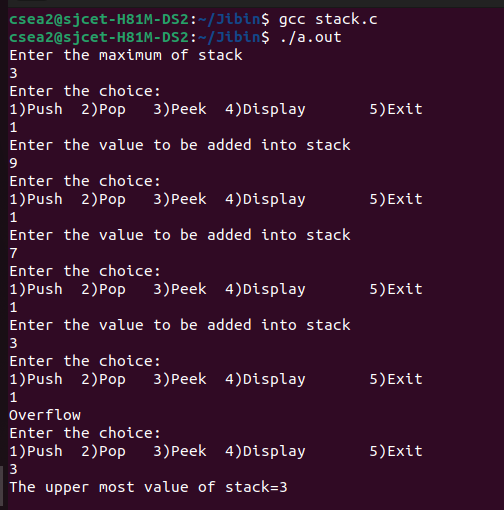 csea2@sjcet-H81M-DS2:~/Jibin$ gcc stack.c
csea2@sjcet-H81M-DS2:~/Jibin$ ./a.out
Enter the maximum of stack
3
Enter the choice:
1)Push  2)Pop   3)Peek  4)Display       5)Exit
1
Enter the value to be added into stack
9
Enter the choice:
1)Push  2)Pop   3)Peek  4)Display       5)Exit
1
Enter the value to be added into stack
7
Enter the choice:
1)Push  2)Pop   3)Peek  4)Display       5)Exit
1
Enter the value to be added into stack
3
Enter the choice:
1)Push  2)Pop   3)Peek  4)Display       5)Exit
1
Overflow
Enter the choice:
1)Push  2)Pop   3)Peek  4)Display       5)Exit
3
The upper most value of stack=3